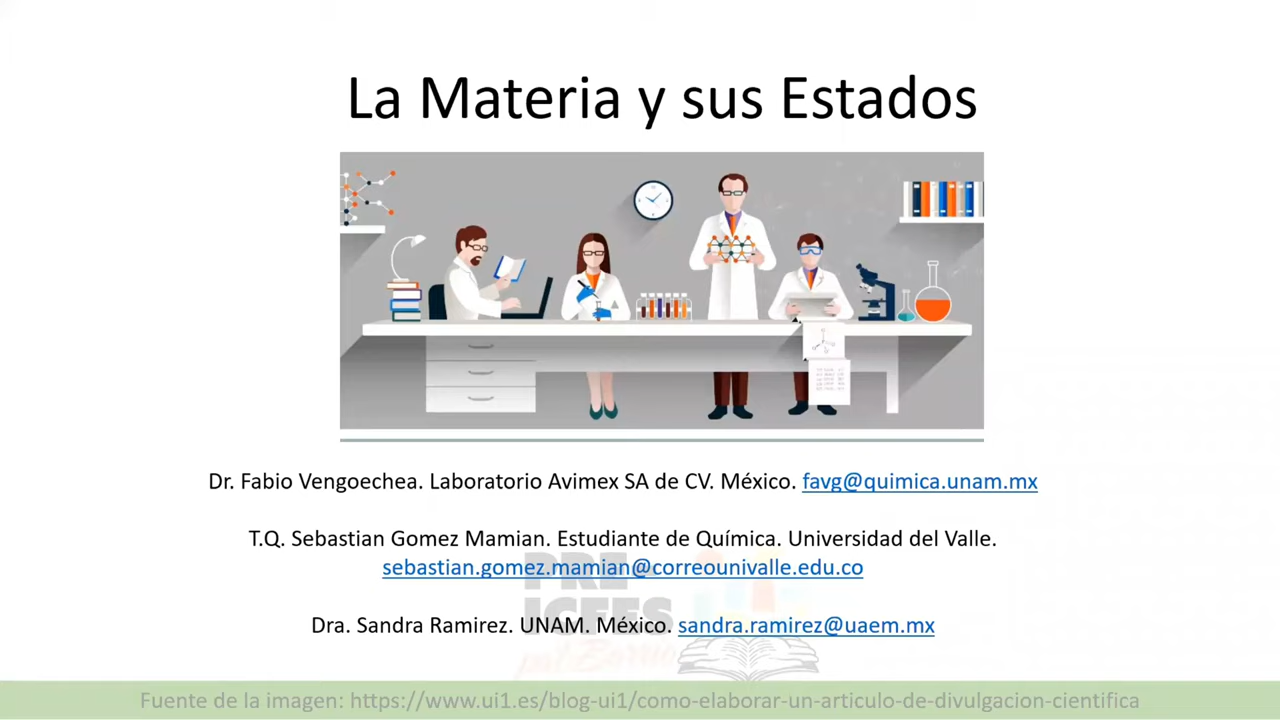 La Materia y sus Estados
Dr. Fabio Vengoechea. Laboratorio Avimex SA de CV. México. favg@quimica.unam.mx
T.Q. Sebastian Gomez Mamian. Estudiante de Química. Universidad del Valle.
sebastian.gomez.mamian@correounivalle.edu.co
PRE
ICFES
Dra. Sandra Ramirez. UNAM. México. sandra.ramirez@uaem.mx
Fuente de la imagen: https://www.ui1.es/blog-ui1/como-elaborar-un-articulo-de-divulgacion-cientifica